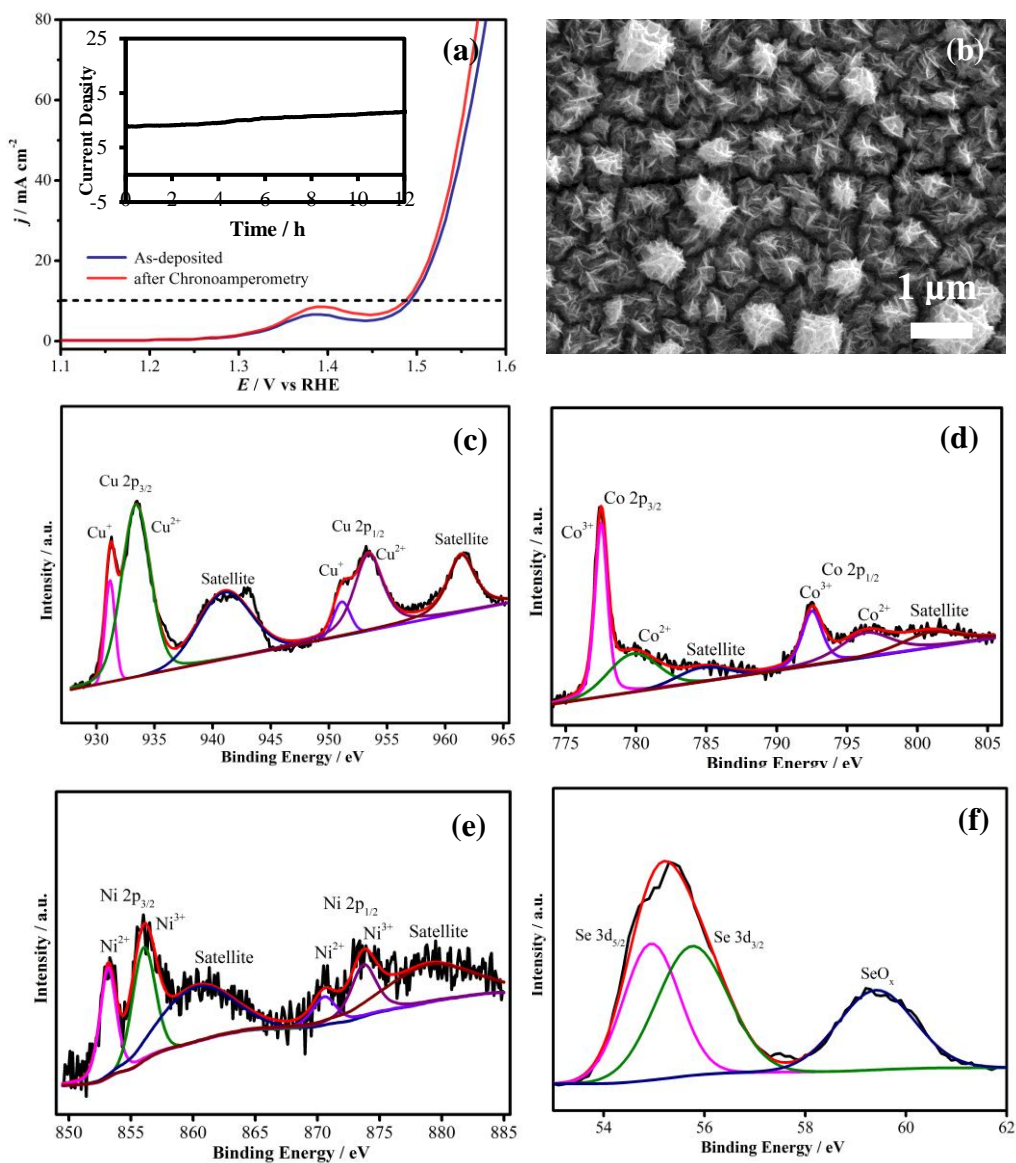 80
60
40
20
0
j / mA cm⁻²
(a)
25
15
5
-5
Current Density
0 2 4 6 8 10 12
Time / h
As-deposited
after Chronoamperometry
1.1 1.2 1.3 1.4 1.5 1.6
E / V vs RHE
(b)
1 µm
(c)
Cu 2p3/2
Cu⁺
Cu²⁺
Satellite
Cu 2p1/2
Cu⁺
Cu²⁺
Satellite
Intensity / a.u.
930 935 940 945 950 955 960 965
Binding Energy / eV
(d)
Co 2p3/2
Co³⁺
Co²⁺
Satellite
Co 2p1/2
Co³⁺
Co²⁺
Satellite
Intensity / a.u.
775 780 785 790 795 800 805
Binding Energy / eV
(e)
Ni 2p3/2
Ni²⁺
Ni³⁺
Satellite
Ni 2p1/2
Ni²⁺
Ni³⁺
Satellite
Intensity / a.u.
850 855 860 865 870 875 880 885
Binding Energy / eV
(f)
Se 3d5/2
Se 3d3/2
SeOx
Intensity / a.u.
54 56 58 60 62
Binding Energy / eV